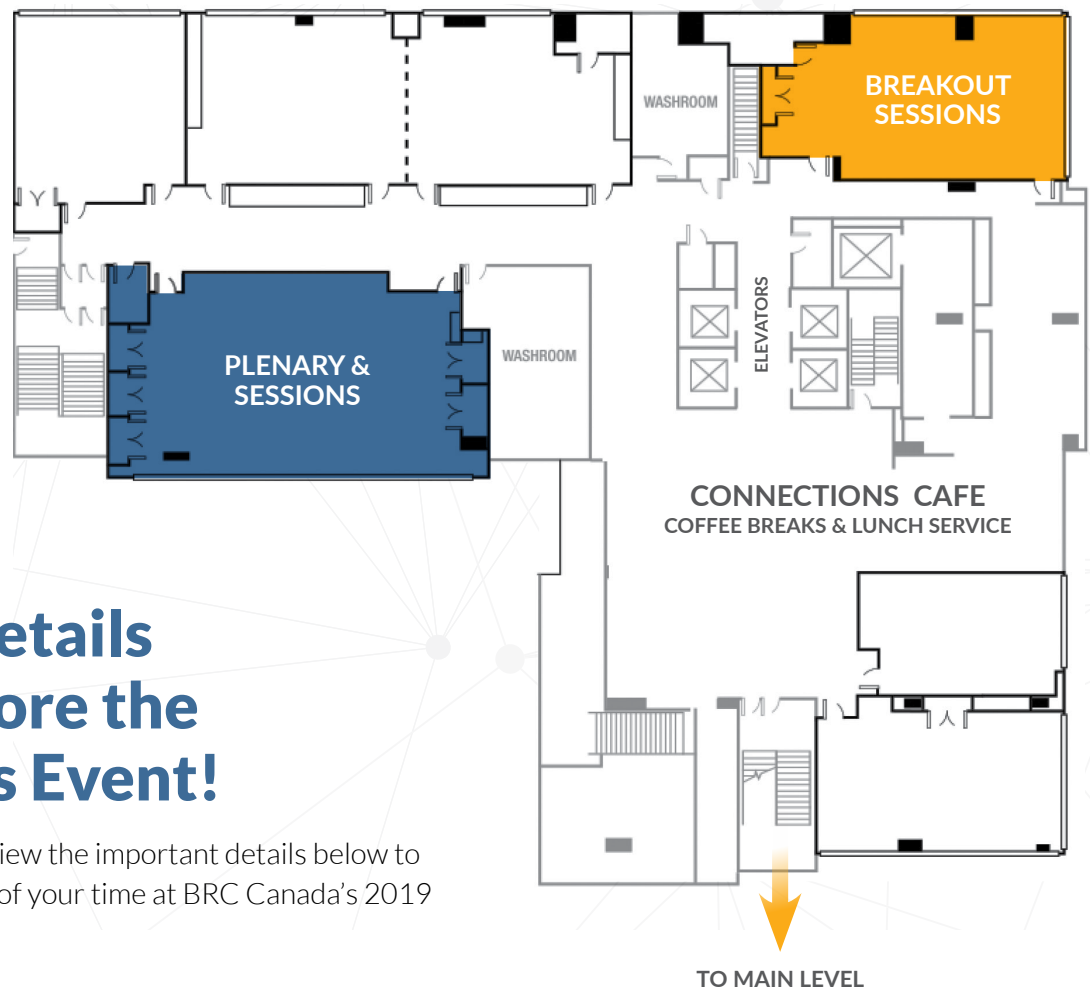 WASHROOM
BREAKOUT
SESSIONS
ELEVATORS
PLENARY &
SESSIONS
WASHROOM
CONNECTIONS CAFE
COFFEE BREAKS & LUNCH SERVICE
etails
ore the
s Event!
view the important details below to
of your time at BRC Canada's 2019
TO MAIN LEVEL